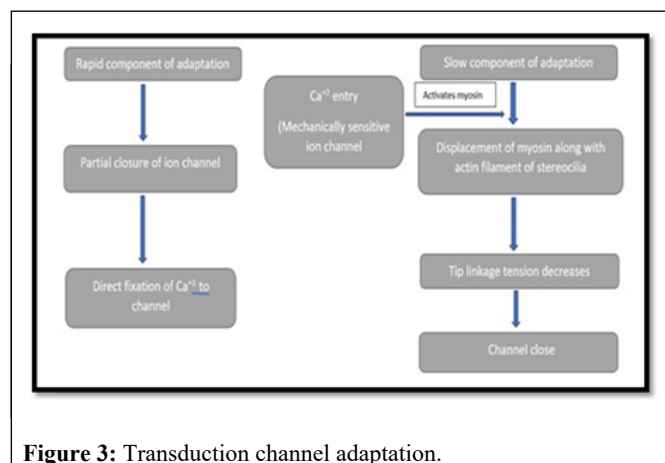 Rapid component of adaptation
Partial closure of ion channel
Direct fixation of Ca+2 to
channel
Ca+2 entry
(Mechanically sensitive
ion channel
Activates myosin
Slow component of adaptation
Displacement of myosin along with
actin filament of stereocilia
Tip linkage tension decreases
Channel close
Figure 3: Transduction channel adaptation.